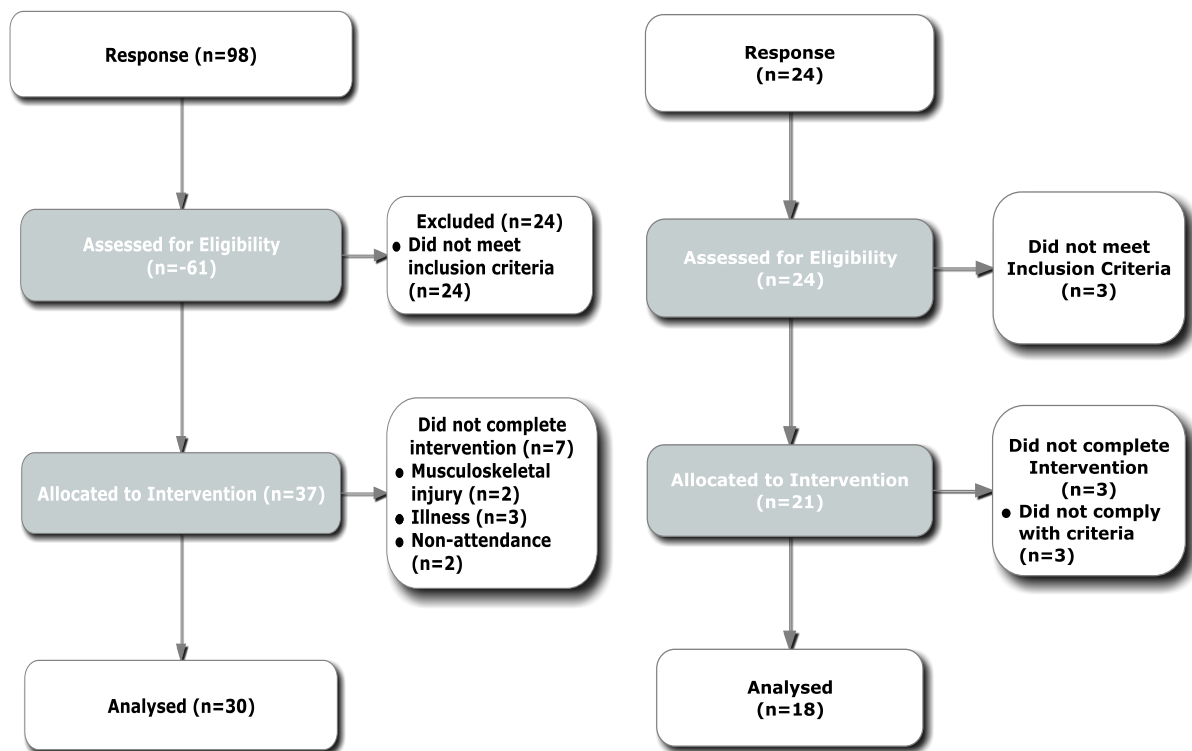 Response (n=98)
Assessed for Eligibility
(n=-61)
Excluded (n=24)
● Did not meet
inclusion criteria
(n=24)
Allocated to Intervention (n=37)
Did not complete
intervention (n=7)
● Musculoskeletal
injury (n=2)
● Illness (n=3)
● Non-attendance
(n=2)
Analysed (n=30)
Response
(n=24)
Assessed for Eligibility
(n=24)
Did not meet
Inclusion Criteria
(n=3)
Allocated to Intervention
(n=21)
Did not complete
Intervention
(n=3)
● Did not comply
with criteria
(n=3)
Analysed
(n=18)